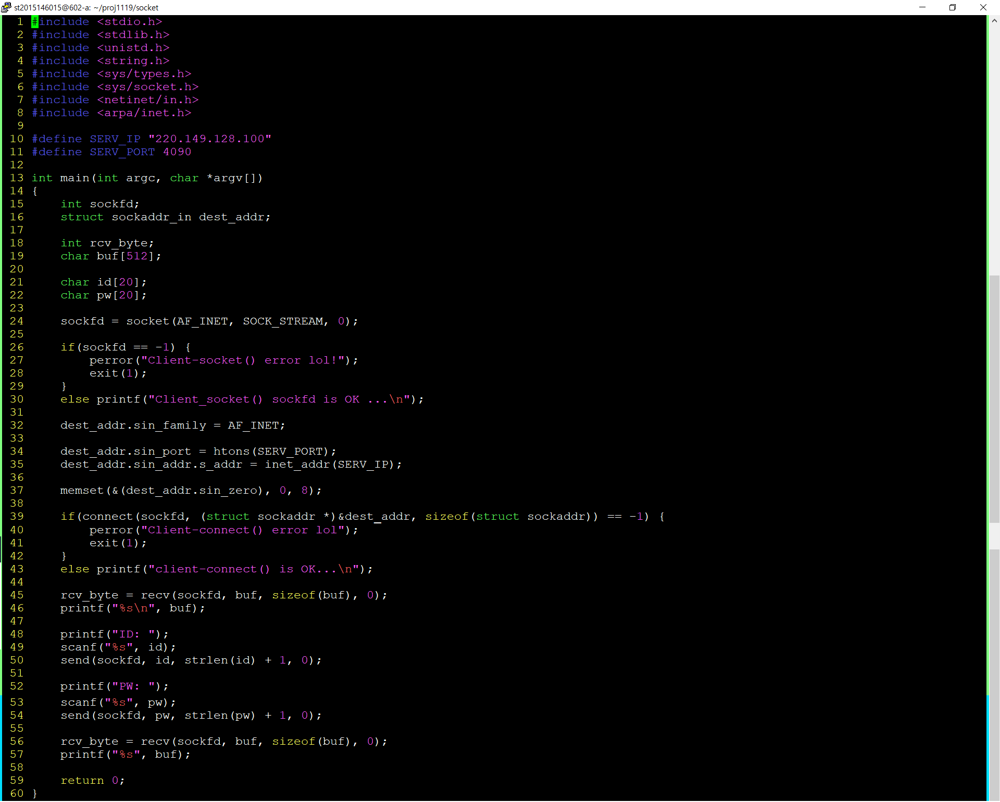 st2015146015@602-a: ~/proj1119/socket
1 #include <stdio.h>
2 #include <stdlib.h>
3 #include <unistd.h>
4 #include <string.h>
5 #include <sys/types.h>
6 #include <sys/socket.h>
7 #include <netinet/in.h>
8 #include <arpa/inet.h>
9
10 #define SERV_IP "220.149.128.100"
11 #define SERV_PORT 4090
12
13 int main(int argc, char *argv[])
14 {
15     int sockfd;
16     struct sockaddr_in dest_addr;
17
18     int rcv_byte;
19     char buf[512];
20
21     char id[20];
22     char pw[20];
23
24     sockfd = socket(AF_INET, SOCK_STREAM, 0);
25
26     if(sockfd == -1) {
27         perror("Client-socket() error lol!");
28         exit(1);
29     }
30     else printf("Client_socket() sockfd is OK ...\n");
31
32     dest_addr.sin_family = AF_INET;
33
34     dest_addr.sin_port = htons(SERV_PORT);
35     dest_addr.sin_addr.s_addr = inet_addr(SERV_IP);
36
37     memset(&(dest_addr.sin_zero), 0, 8);
38
39     if(connect(sockfd, (struct sockaddr *)&dest_addr, sizeof(struct sockaddr)) == -1) {
40         perror("Client-connect() error lol");
41         exit(1);
42     }
43     else printf("client-connect() is OK...\n");
44
45     rcv_byte = recv(sockfd, buf, sizeof(buf), 0);
46     printf("%s\n", buf);
47
48     printf("ID: ");
49     scanf("%s", id);
50     send(sockfd, id, strlen(id) + 1, 0);
51
52     printf("PW: ");
53     scanf("%s", pw);
54     send(sockfd, pw, strlen(pw) + 1, 0);
55
56     rcv_byte = recv(sockfd, buf, sizeof(buf), 0);
57     printf("%s", buf);
58
59     return 0;
60 }